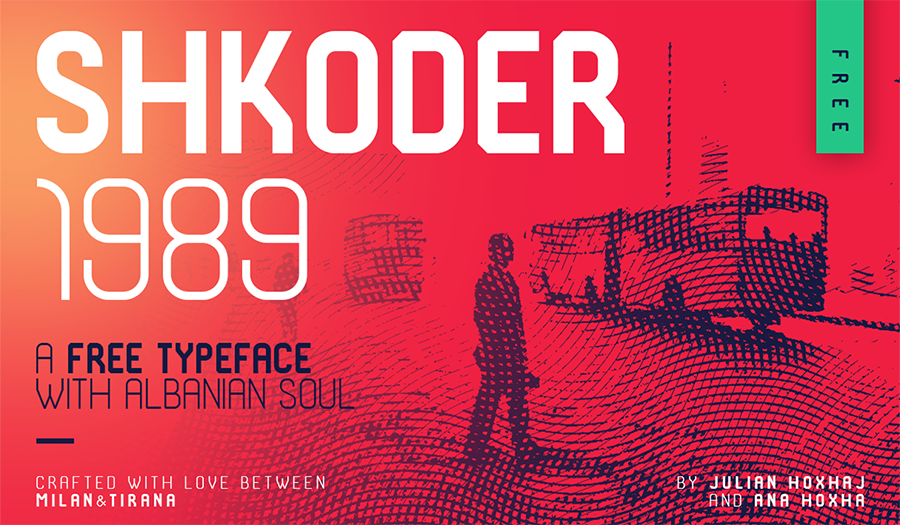 SHKODER
1989
FREE
A FREE TYPEFACE
WITH ALBANIAN SOUL
CRAFTED WITH LOVE BETWEEN
MILAN&TIRANA
BY JULIAN HOXHAJ
AND ANA HOXHA